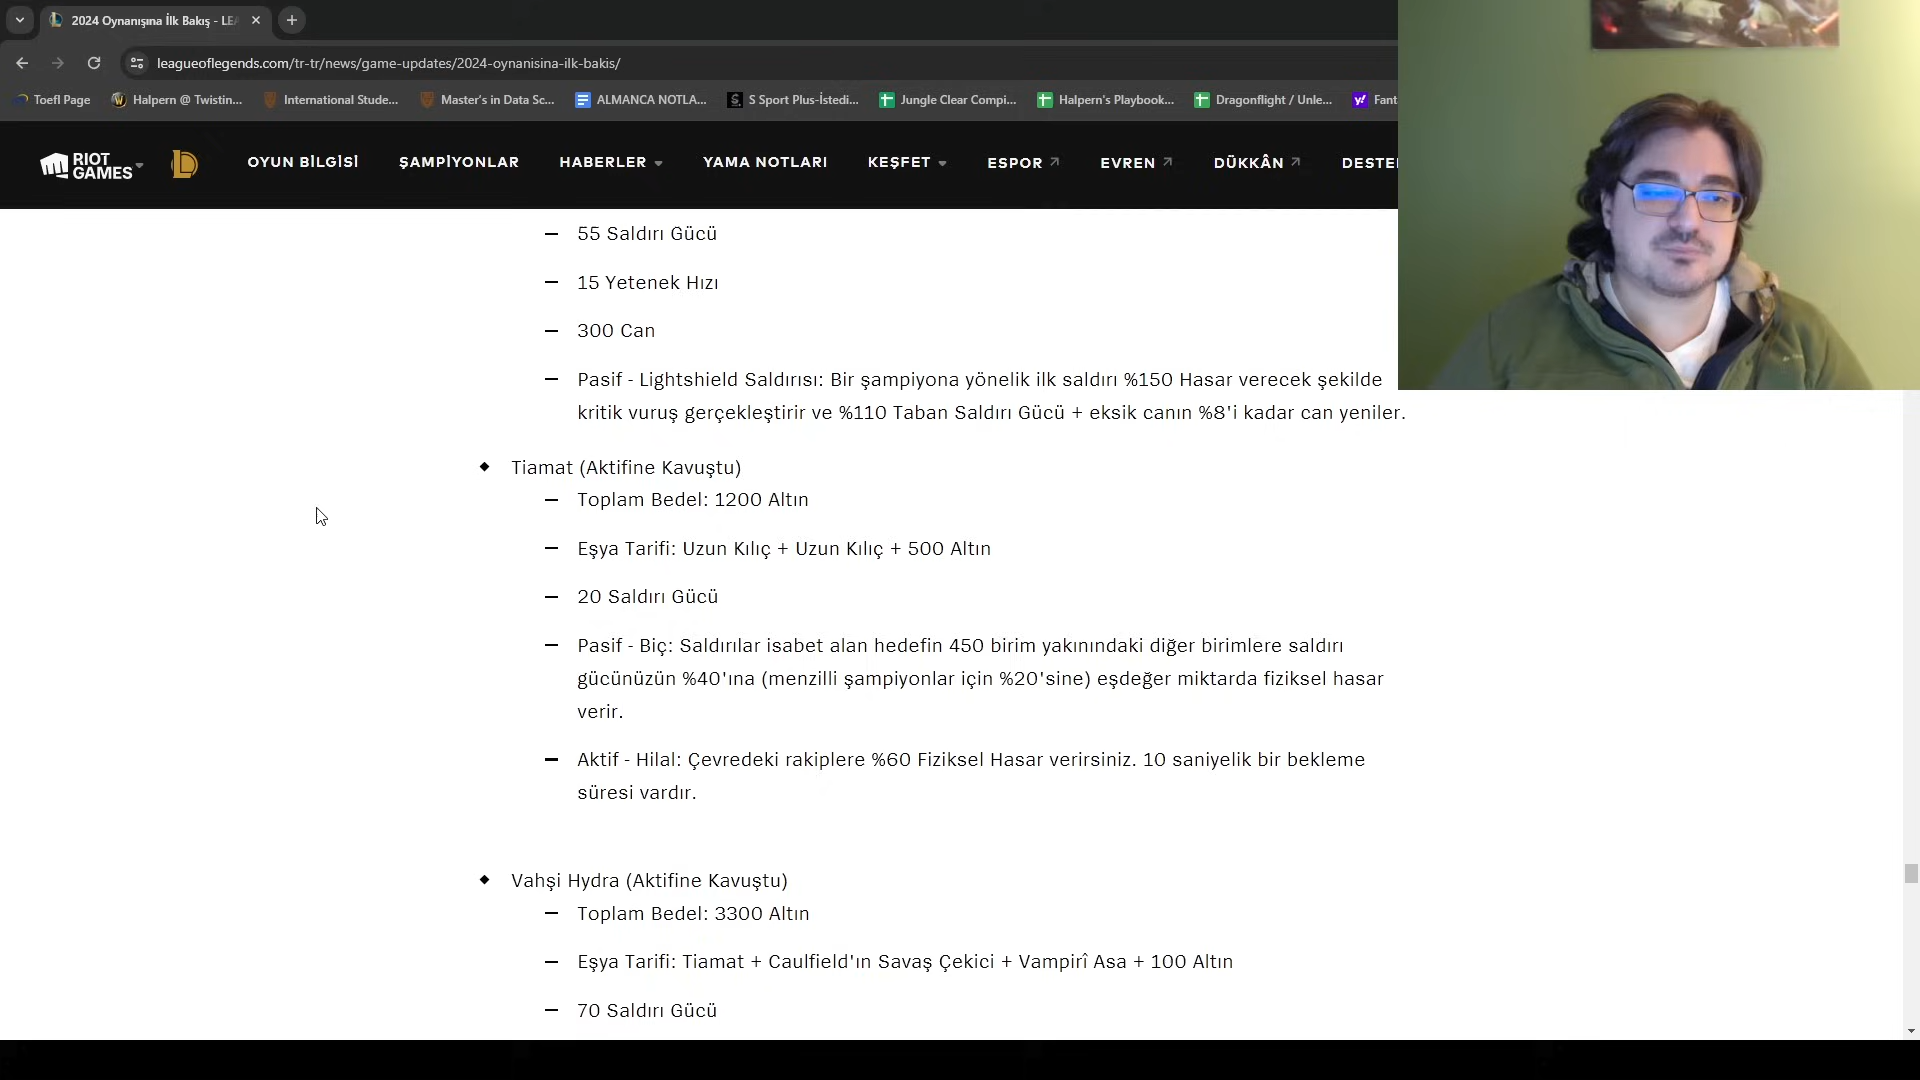 2024 Oynanışına İlk Bakış - LEA
leagueoflegends.com/tr-tr/news/game-updates/2024-oynanisina-ilk-bakis/
Toefl Page Halpern @ Twistin... International Stude... Master's in Data Sc... ALMANCA NOTLA... S Sport Plus-İstedi... Jungle Clear Compi... Halpern's Playbook... Dragonflight / Unle... Fant
RIOT GAMES OYUN BİLGİSİ ŞAMPİYONLAR HABERLER YAMA NOTLARI KEŞFET ESPOR EVREN DÜKKÂN DESTE
— 55 Saldırı Gücü
— 15 Yetenek Hızı
— 300 Can
— Pasif - Lightshield Saldırısı: Bir şampiyona yönelik ilk saldırı %150 Hasar verecek şekilde
kritik vuruş gerçekleştirir ve %110 Taban Saldırı Gücü + eksik canın %8'i kadar can yeniler.
◆ Tiamat (Aktifine Kavuştu)
— Toplam Bedel: 1200 Altın
— Eşya Tarifi: Uzun Kılıç + Uzun Kılıç + 500 Altın
— 20 Saldırı Gücü
— Pasif - Biç: Saldırılar isabet alan hedefin 450 birim yakınındaki diğer birimlere saldırı
gücünüzün %40'ına (menzilli şampiyonlar için %20'sine) eşdeğer miktarda fiziksel hasar
verir.
— Aktif - Hilal: Çevredeki rakiplere %60 Fiziksel Hasar verirsiniz. 10 saniyelik bir bekleme
süresi vardır.
◆ Vahşi Hydra (Aktifine Kavuştu)
— Toplam Bedel: 3300 Altın
— Eşya Tarifi: Tiamat + Caulfield'ın Savaş Çekici + Vampirî Asa + 100 Altın
— 70 Saldırı Gücü